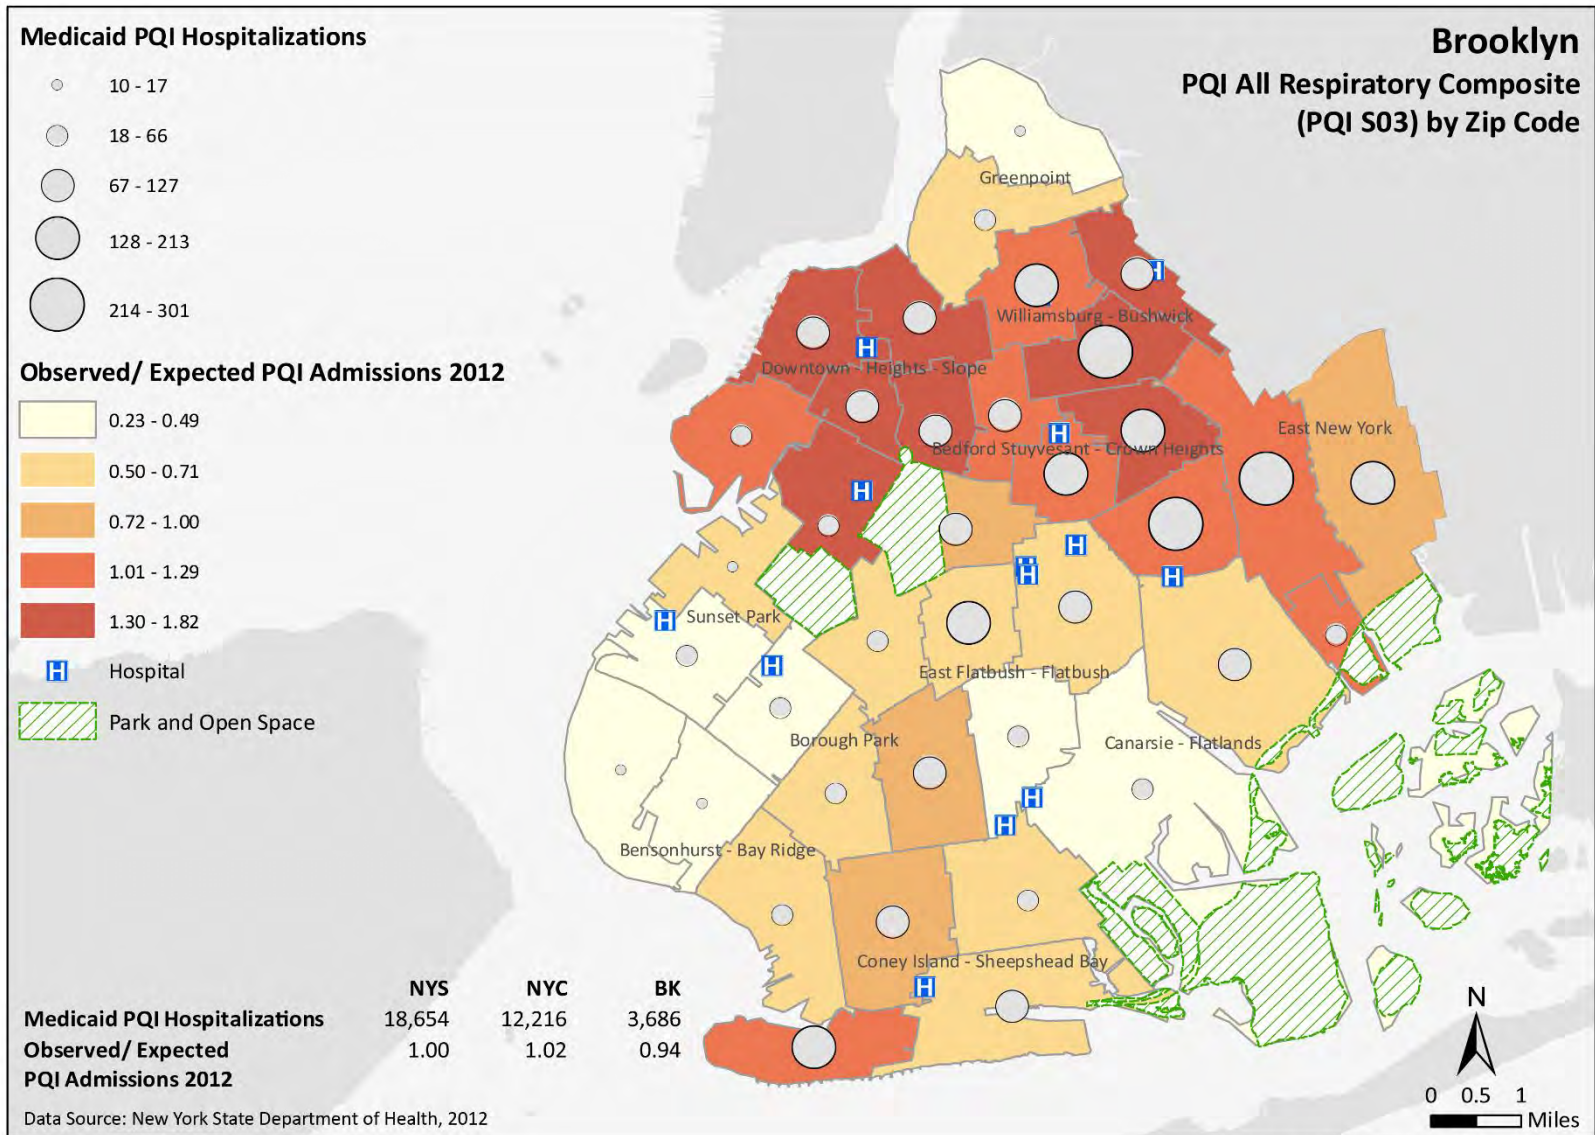 Brooklyn
PQI All Respiratory Composite
(PQI S03) by Zip Code
Medicaid PQI Hospitalizations
10 - 17
18 - 66
67 - 127
128 - 213
214 - 301
Observed/ Expected PQI Admissions 2012
0.23 - 0.49
0.50 - 0.71
0.72 - 1.00
1.01 - 1.29
1.30 - 1.82
H Hospital
Park and Open Space
Greenpoint
H
Williamsburg - Bushwick
H
Downtown - Heights - Slope
East New York
H
Bedford Stuyvesant - Crown Heights
H
H
H
H
H
Sunset Park
H
H
East Flatbush - Flatbush
Borough Park
Canarsie - Flatlands
H
H
Bensonhurst - Bay Ridge
Coney Island - Sheepshead Bay
H
NYS NYC BK
Medicaid PQI Hospitalizations 18,654 12,216 3,686
Observed/ Expected 1.00 1.02 0.94
PQI Admissions 2012
Data Source: New York State Department of Health, 2012
N
0 0.5 1
Miles